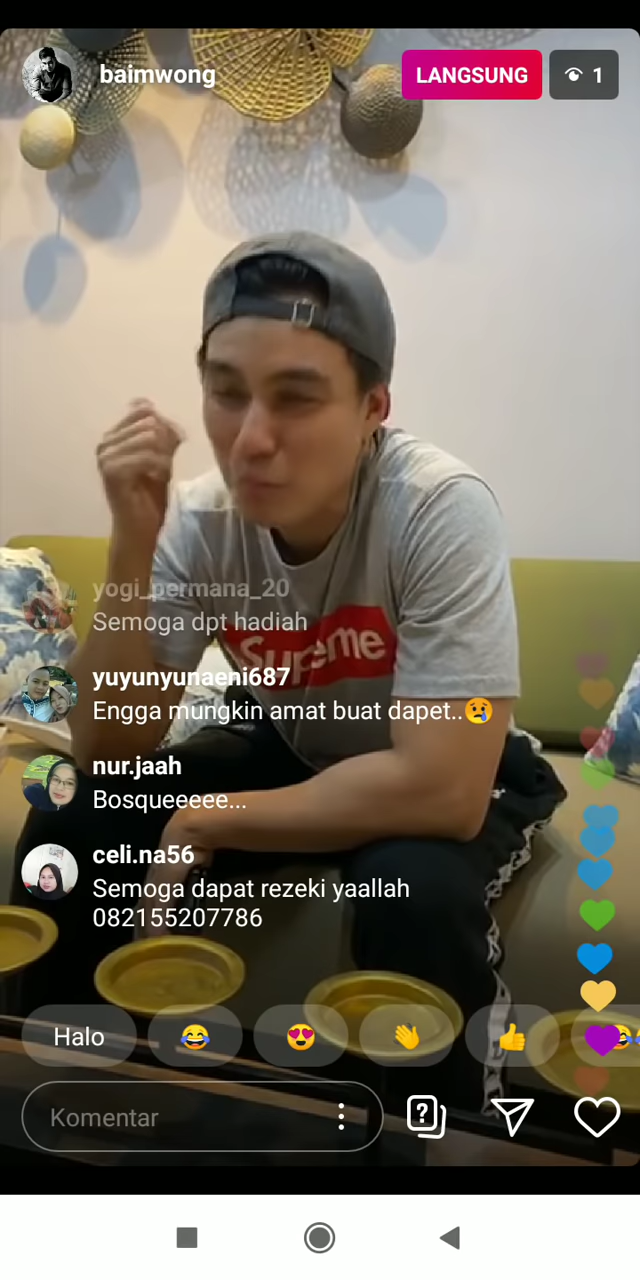 baimwong
LANGSUNG
1
yogi_permana_20
Semoga dpt hadiah
Supreme
yuyunyunaeni687
Engga mungkin amat buat dapet..😢
nur.jaah
Bosqueeeee...
celi.na56
Semoga dapat rezeki yaallah
082155207786
Halo
Komentar